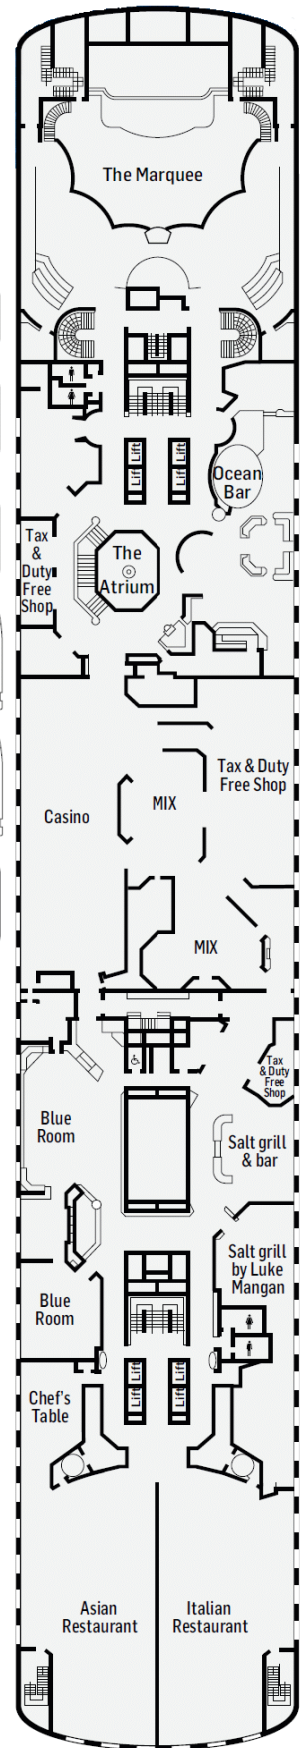 The Marquee
Lift
Lift
Lift
Lift
Ocean
Bar
Tax
&
Duty
Free
Shop
The
Atrium
Tax & Duty
Free Shop
Casino
MIX
MIX
Tax
& Duty
Free
Shop
Blue
Room
Salt grill
& bar
Salt grill
by Luke
Mangan
Blue
Room
Lift
Lift
Lift
Lift
Chef's
Table
Asian
Restaurant
Italian
Restaurant